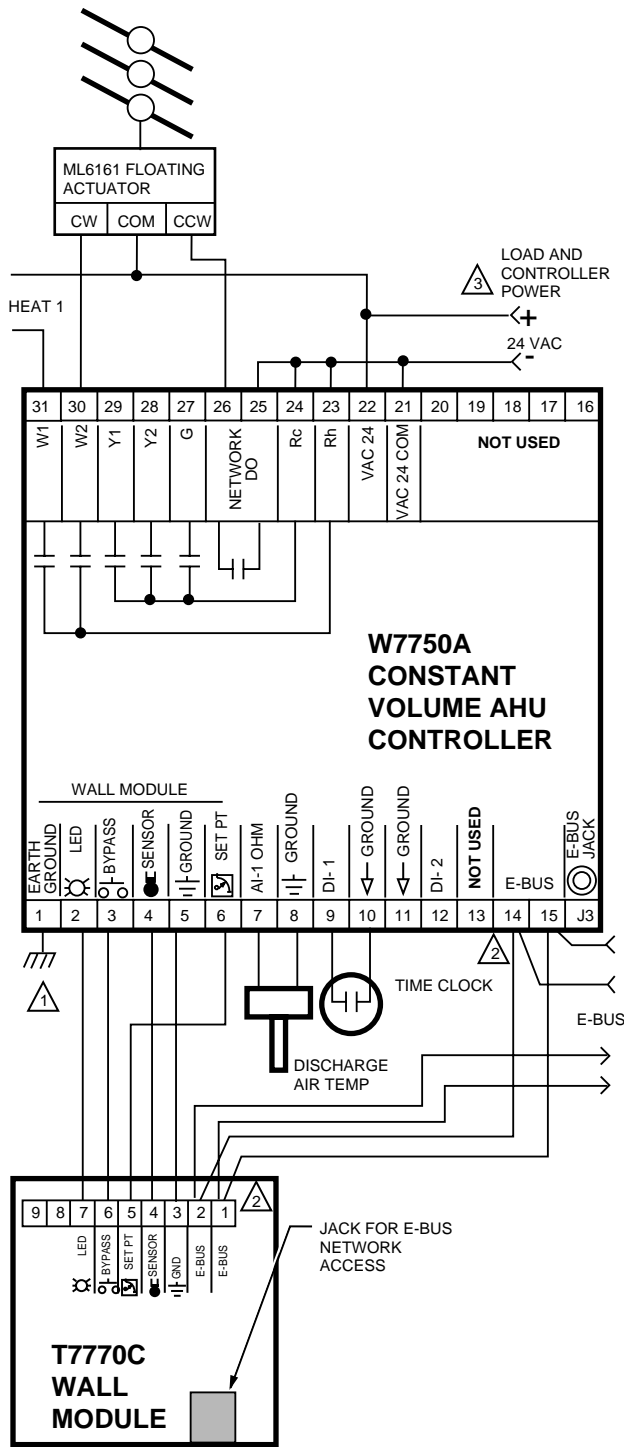 ML6161 FLOATING
ACTUATOR
CW COM CCW
HEAT 1
3
LOAD AND
CONTROLLER
POWER
+
24 VAC
-
31 30 29 28 27 26 25 24 23 22 21 20 19 18 17 16
W1 W2 Y1 Y2 G NETWORK DO Rc Rh VAC 24 VAC 24 COM NOT USED
W7750A
CONSTANT
VOLUME AHU
CONTROLLER
WALL MODULE
EARTH GROUND LED BYPASS SENSOR GROUND SET PT AI-1 OHM GROUND DI- 1 GROUND GROUND DI- 2 NOT USED E-BUS E-BUS JACK
1 2 3 4 5 6 7 8 9 10 11 12 13 14 15 J3
1
2
TIME CLOCK
E-BUS
DISCHARGE
AIR TEMP
9 8 7 6 5 4 3 2 1
2
LED BYPASS SET PT SENSOR GND E-BUS E-BUS
JACK FOR E-BUS
NETWORK
ACCESS
T7770C
WALL
MODULE